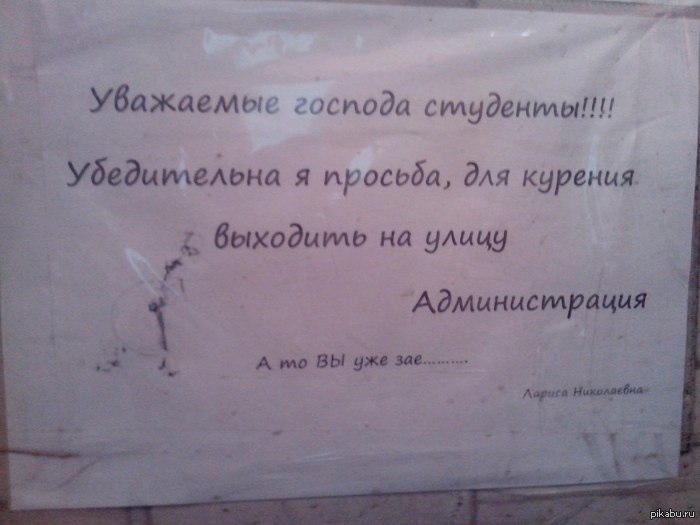 Уважаемые господа студенты!!!!
Убедительна я просьба, для курения
выходить на улицу
Администрация
А то ВЫ уже зае..........
Лариса Николаевна
pikabu.ru